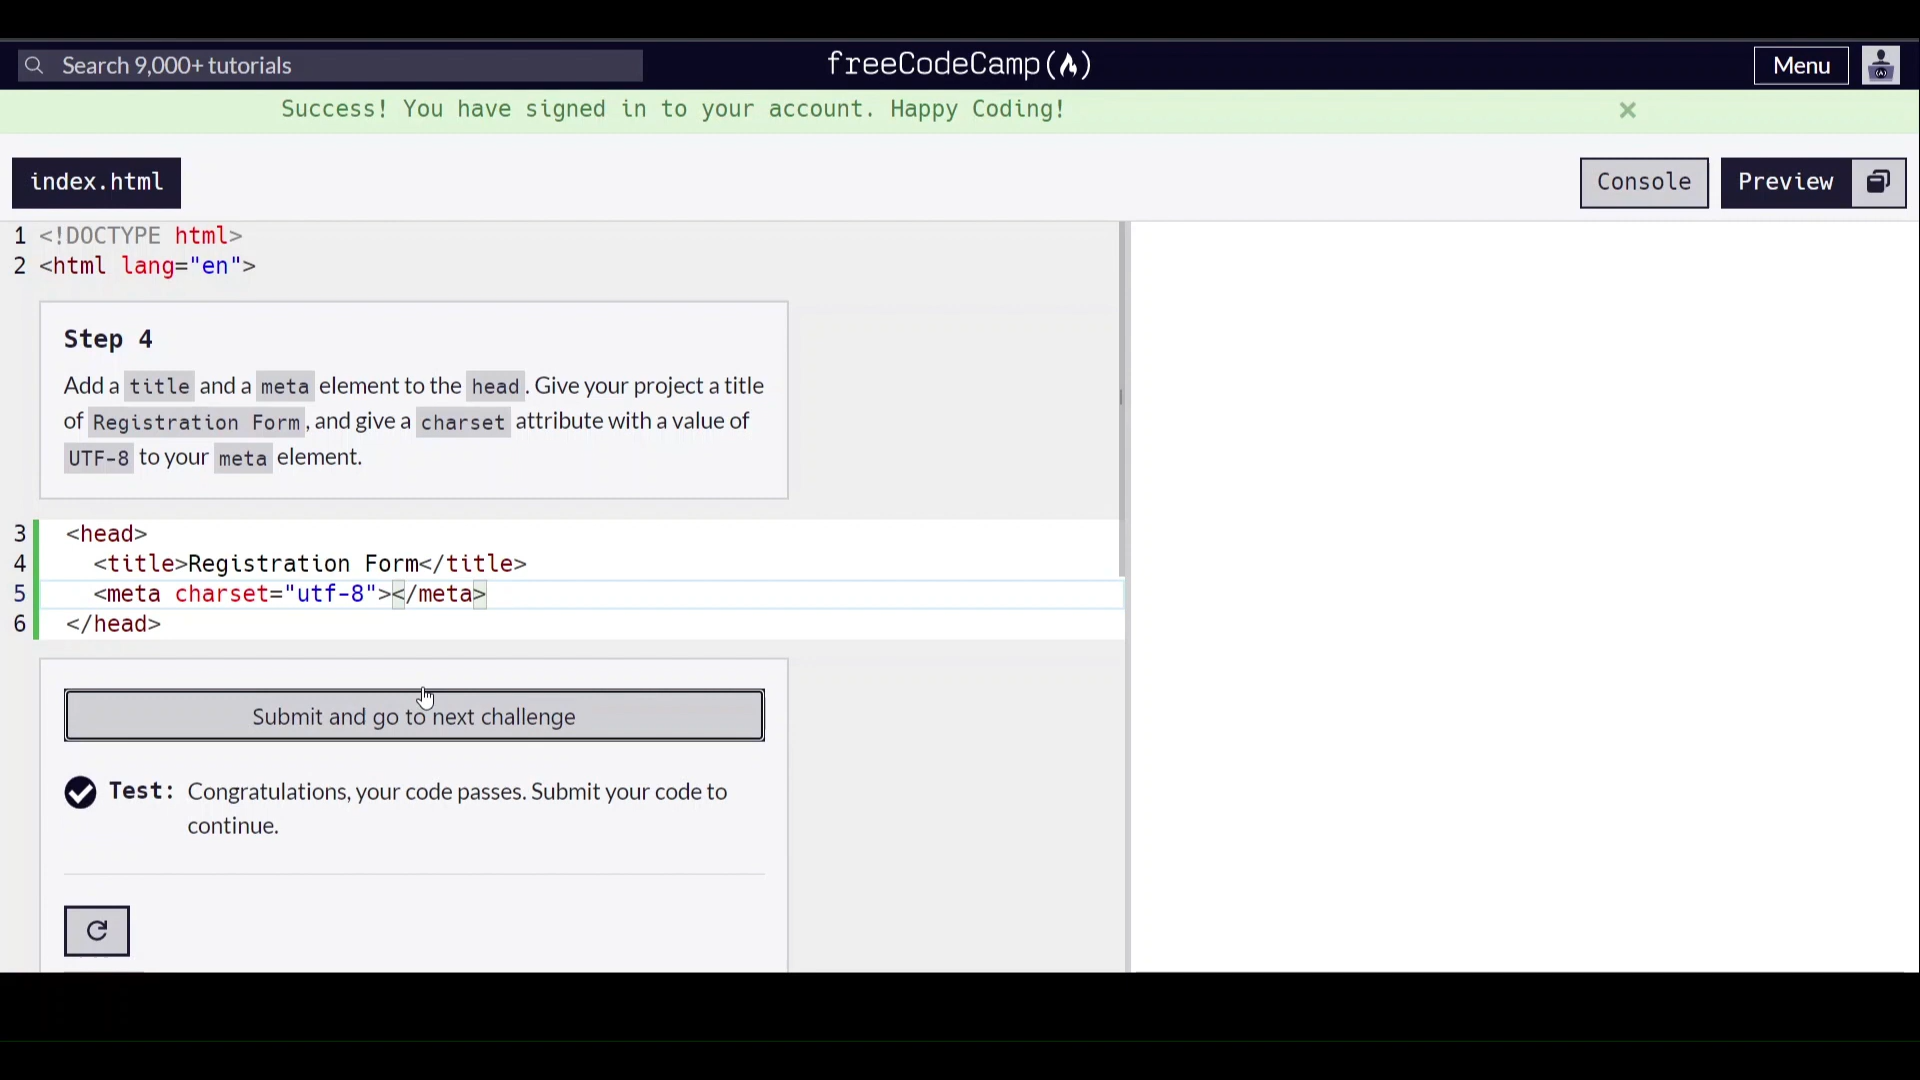 Search 9,000+ tutorials
freeCodeCamp
Menu
Success! You have signed in to your account. Happy Coding!
index.html
Console
Preview
1 <!DOCTYPE html>
2 <html lang="en">
Step 4
Add a title and a meta element to the head. Give your project a title
of Registration Form, and give a charset attribute with a value of
UTF-8 to your meta element.
3 <head>
4 <title>Registration Form</title>
5 <meta charset="utf-8"></meta>
6 </head>
Submit and go to next challenge
Test: Congratulations, your code passes. Submit your code to
continue.